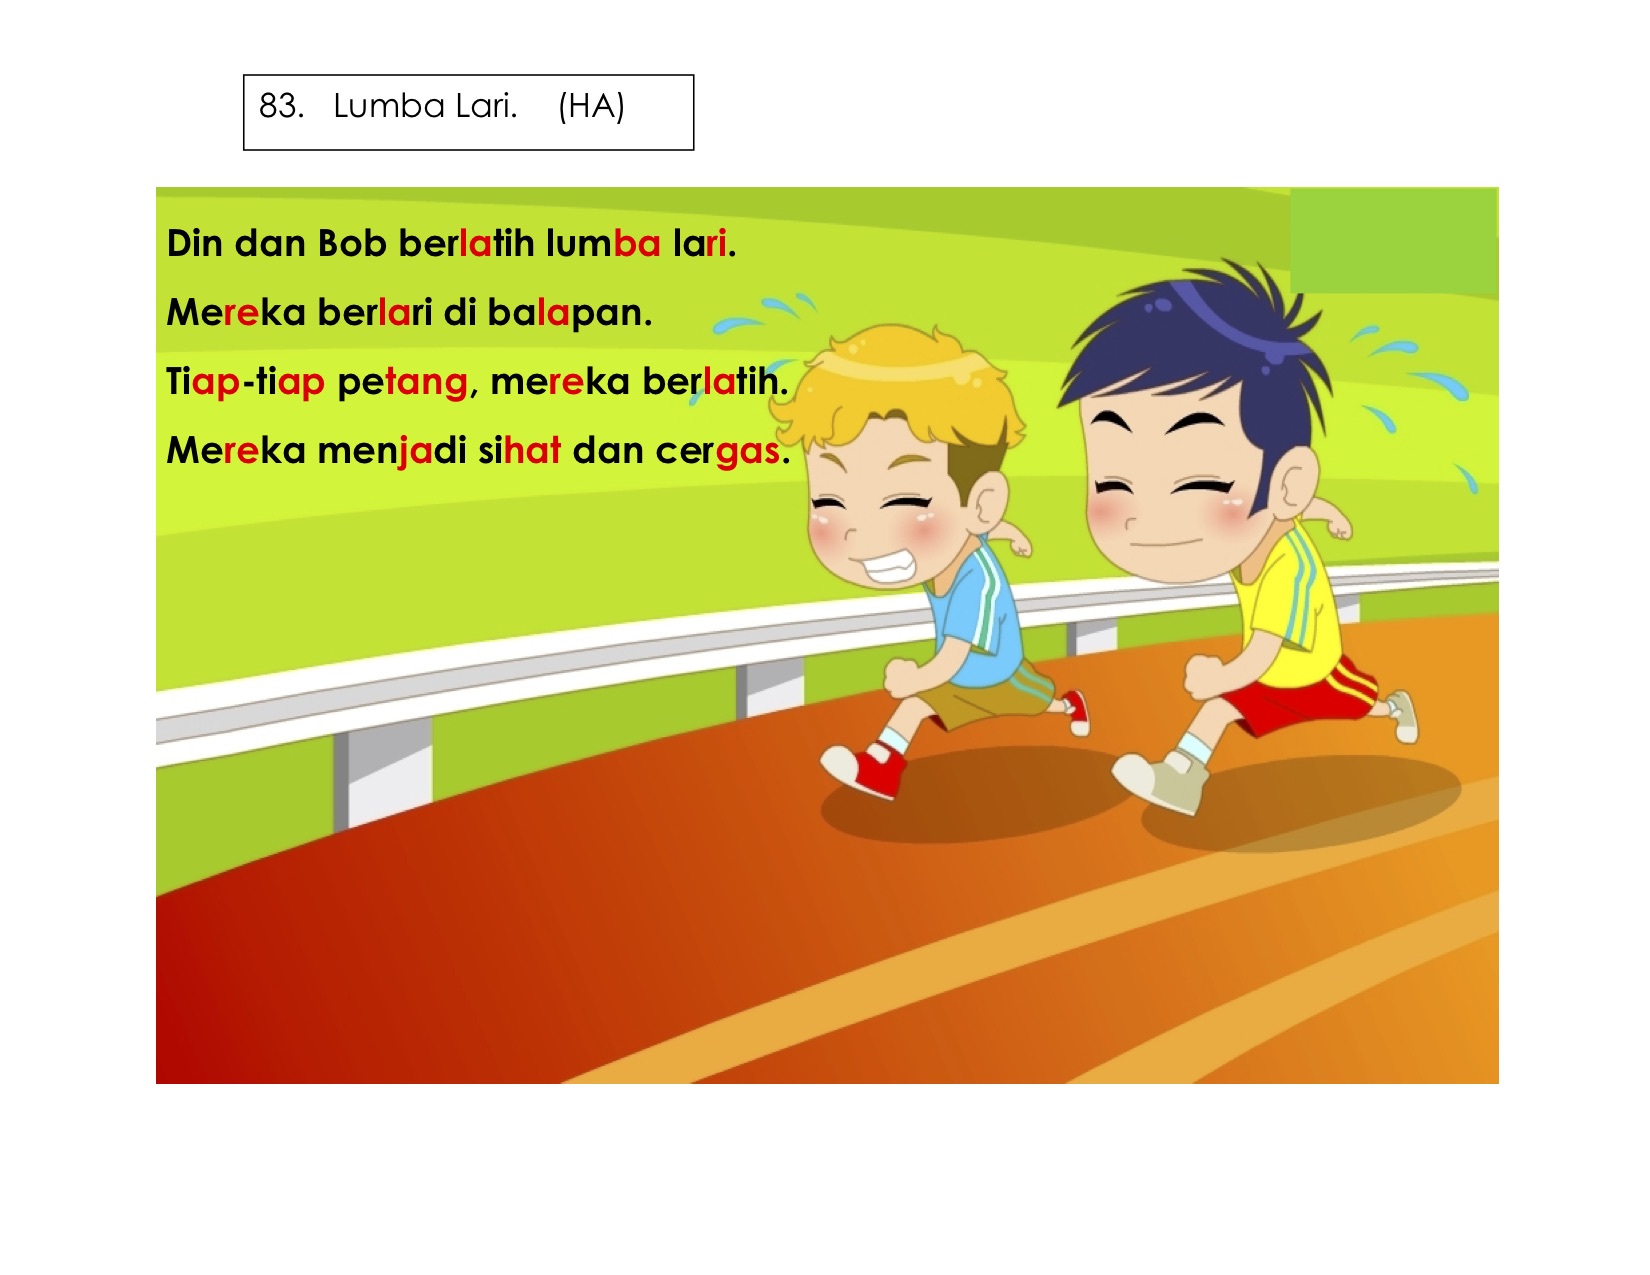 83. Lumba Lari. (HA)
Din dan Bob berlatih lumba lari.
Mereka berlari di balapan.
Tiap-tiap petang, mereka berlatih.
Mereka menjadi sihat dan cergas.